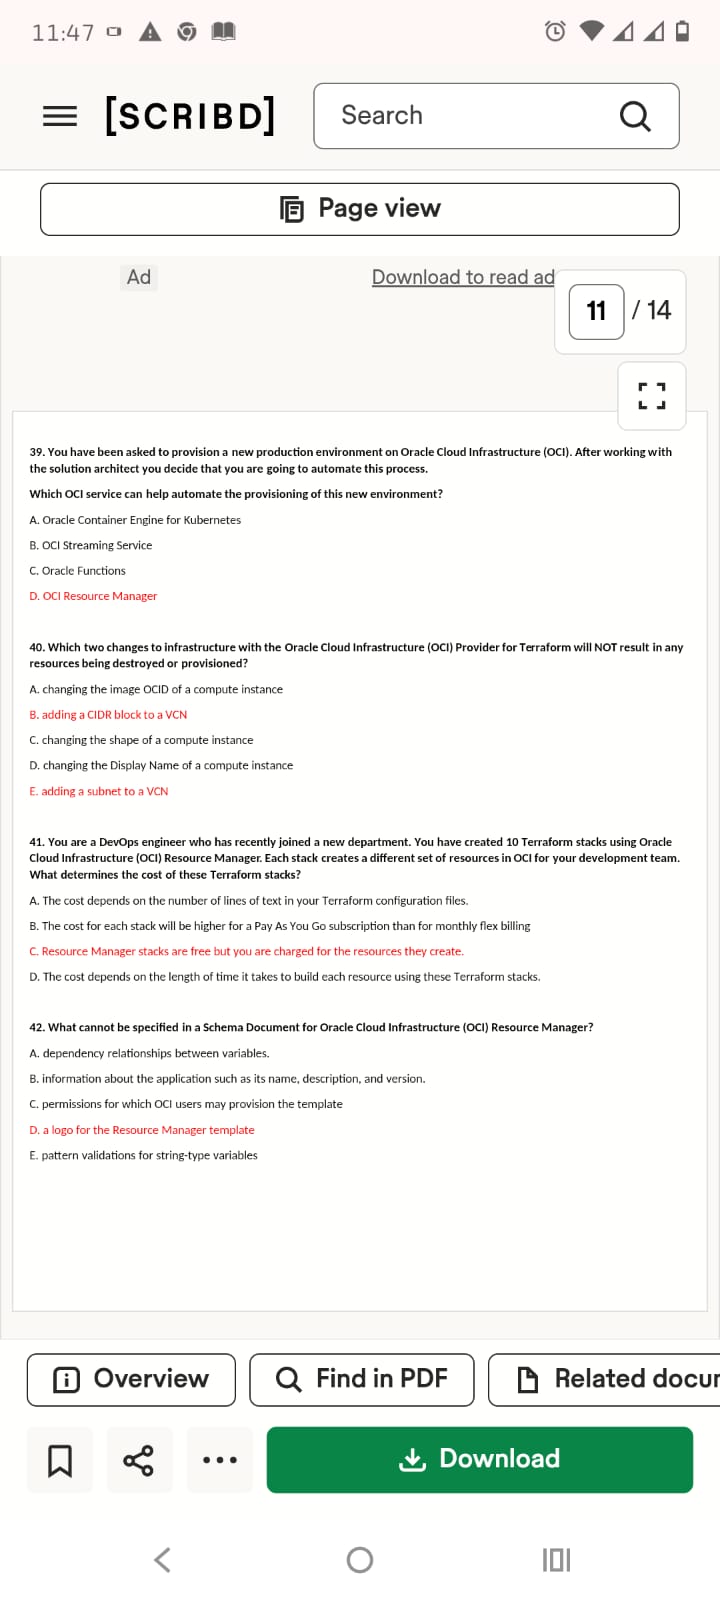 11:47
[SCRIBD]
Search
Page view
Ad
Download to read ad
11 / 14
39. You have been asked to provision a new production environment on Oracle Cloud Infrastructure (OCI). After working with
the solution architect you decide that you are going to automate this process.
Which OCI service can help automate the provisioning of this new environment?
A. Oracle Container Engine for Kubernetes
B. OCI Streaming Service
C. Oracle Functions
D. OCI Resource Manager
40. Which two changes to infrastructure with the Oracle Cloud Infrastructure (OCI) Provider for Terraform will NOT result in any
resources being destroyed or provisioned?
A. changing the image OCID of a compute instance
B. adding a CIDR block to a VCN
C. changing the shape of a compute instance
D. changing the Display Name of a compute instance
E. adding a subnet to a VCN
41. You are a DevOps engineer who has recently joined a new department. You have created 10 Terraform stacks using Oracle
Cloud Infrastructure (OCI) Resource Manager. Each stack creates a different set of resources in OCI for your development team.
What determines the cost of these Terraform stacks?
A. The cost depends on the number of lines of text in your Terraform configuration files.
B. The cost for each stack will be higher for a Pay As You Go subscription than for monthly flex billing
C. Resource Manager stacks are free but you are charged for the resources they create.
D. The cost depends on the length of time it takes to build each resource using these Terraform stacks.
42. What cannot be specified in a Schema Document for Oracle Cloud Infrastructure (OCI) Resource Manager?
A. dependency relationships between variables.
B. information about the application such as its name, description, and version.
C. permissions for which OCI users may provision the template
D. a logo for the Resource Manager template
E. pattern validations for string-type variables
Overview
Find in PDF
Related docur
Download